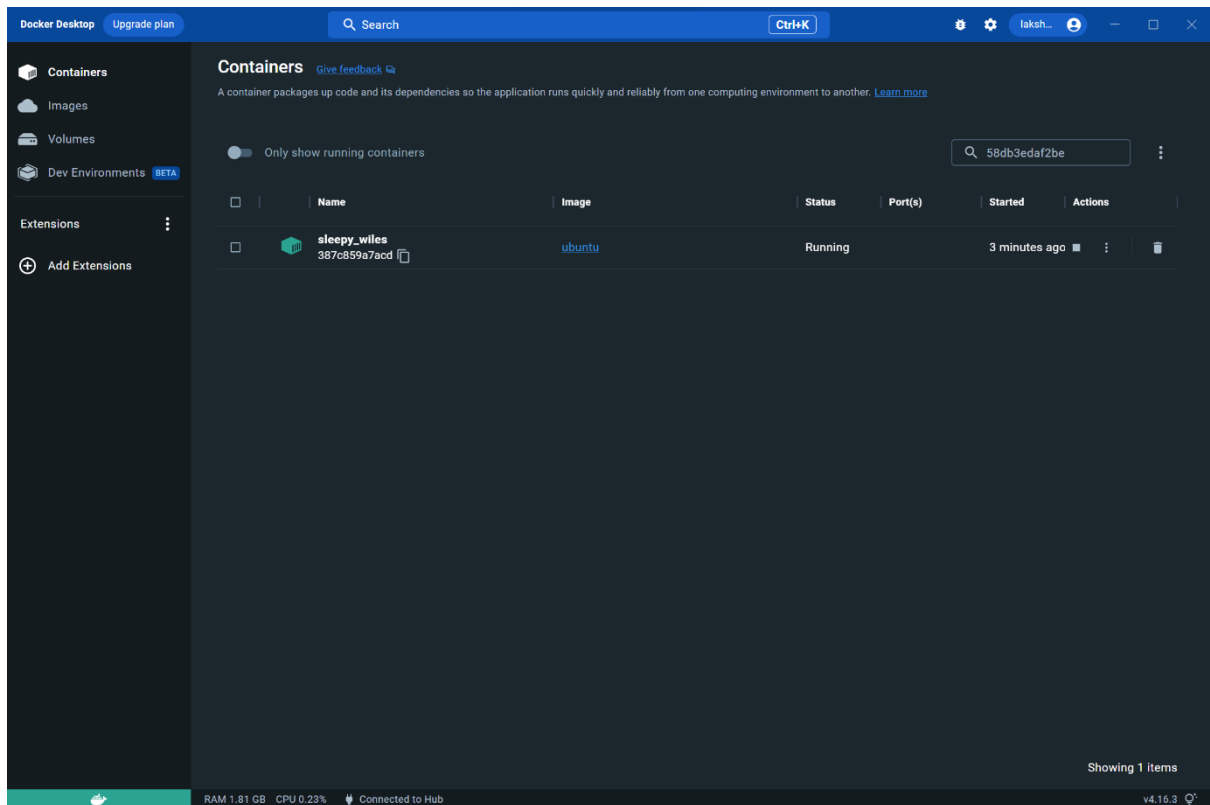 Docker Desktop Upgrade plan Search Ctrl+K laksh...
Containers
Images
Volumes
Dev Environments BETA
Extensions
Add Extensions
Containers Give feedback
A container packages up code and its dependencies so the application runs quickly and reliably from one computing environment to another. Learn more
Only show running containers 58db3edaf2be
Name Image Status Port(s) Started Actions
sleepy_wiles
387c859a7acd
ubuntu Running 3 minutes ago
Showing 1 items
RAM 1.81 GB CPU 0.23% Connected to Hub v4.16.3